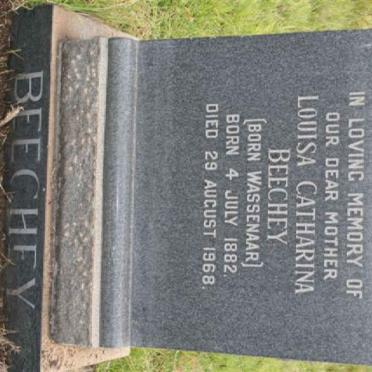 IN LOVING MEMORY OF
OUR DEAR MOTHER
LOUISA CATHARINA
BEECHEY
(BORN WASSENAAR)
BORN 4 JULY 1882.
DIED 29 AUGUST 1968.
BEECHEY